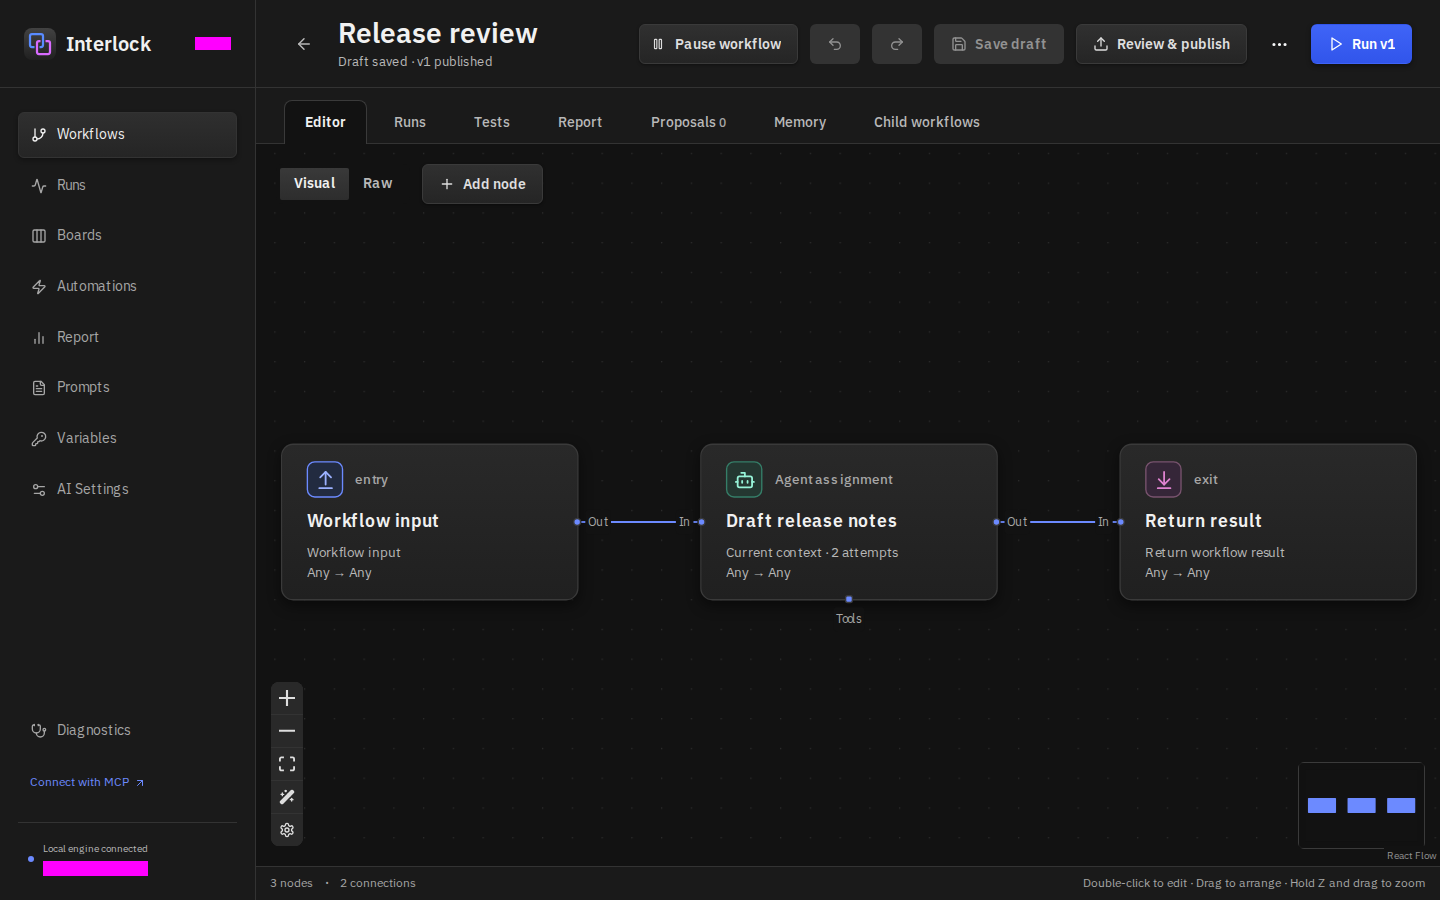 Interlock
Workflows
Runs
Boards
Automations
Report
Prompts
Variables
AI Settings
Diagnostics
Connect with MCP
Local engine connected
Release review
Draft saved · v1 published
Pause workflow
Save draft
Review & publish
Run v1
Editor
Runs
Tests
Report
Proposals 0
Memory
Child workflows
Visual
Raw
Add node
entry
Workflow input
Workflow input
Any → Any
Out
In
Agent assignment
Draft release notes
Current context · 2 attempts
Any → Any
Tools
Out
In
exit
Return result
Return workflow result
Any → Any
React Flow
3 nodes · 2 connections
Double-click to edit · Drag to arrange · Hold Z and drag to zoom